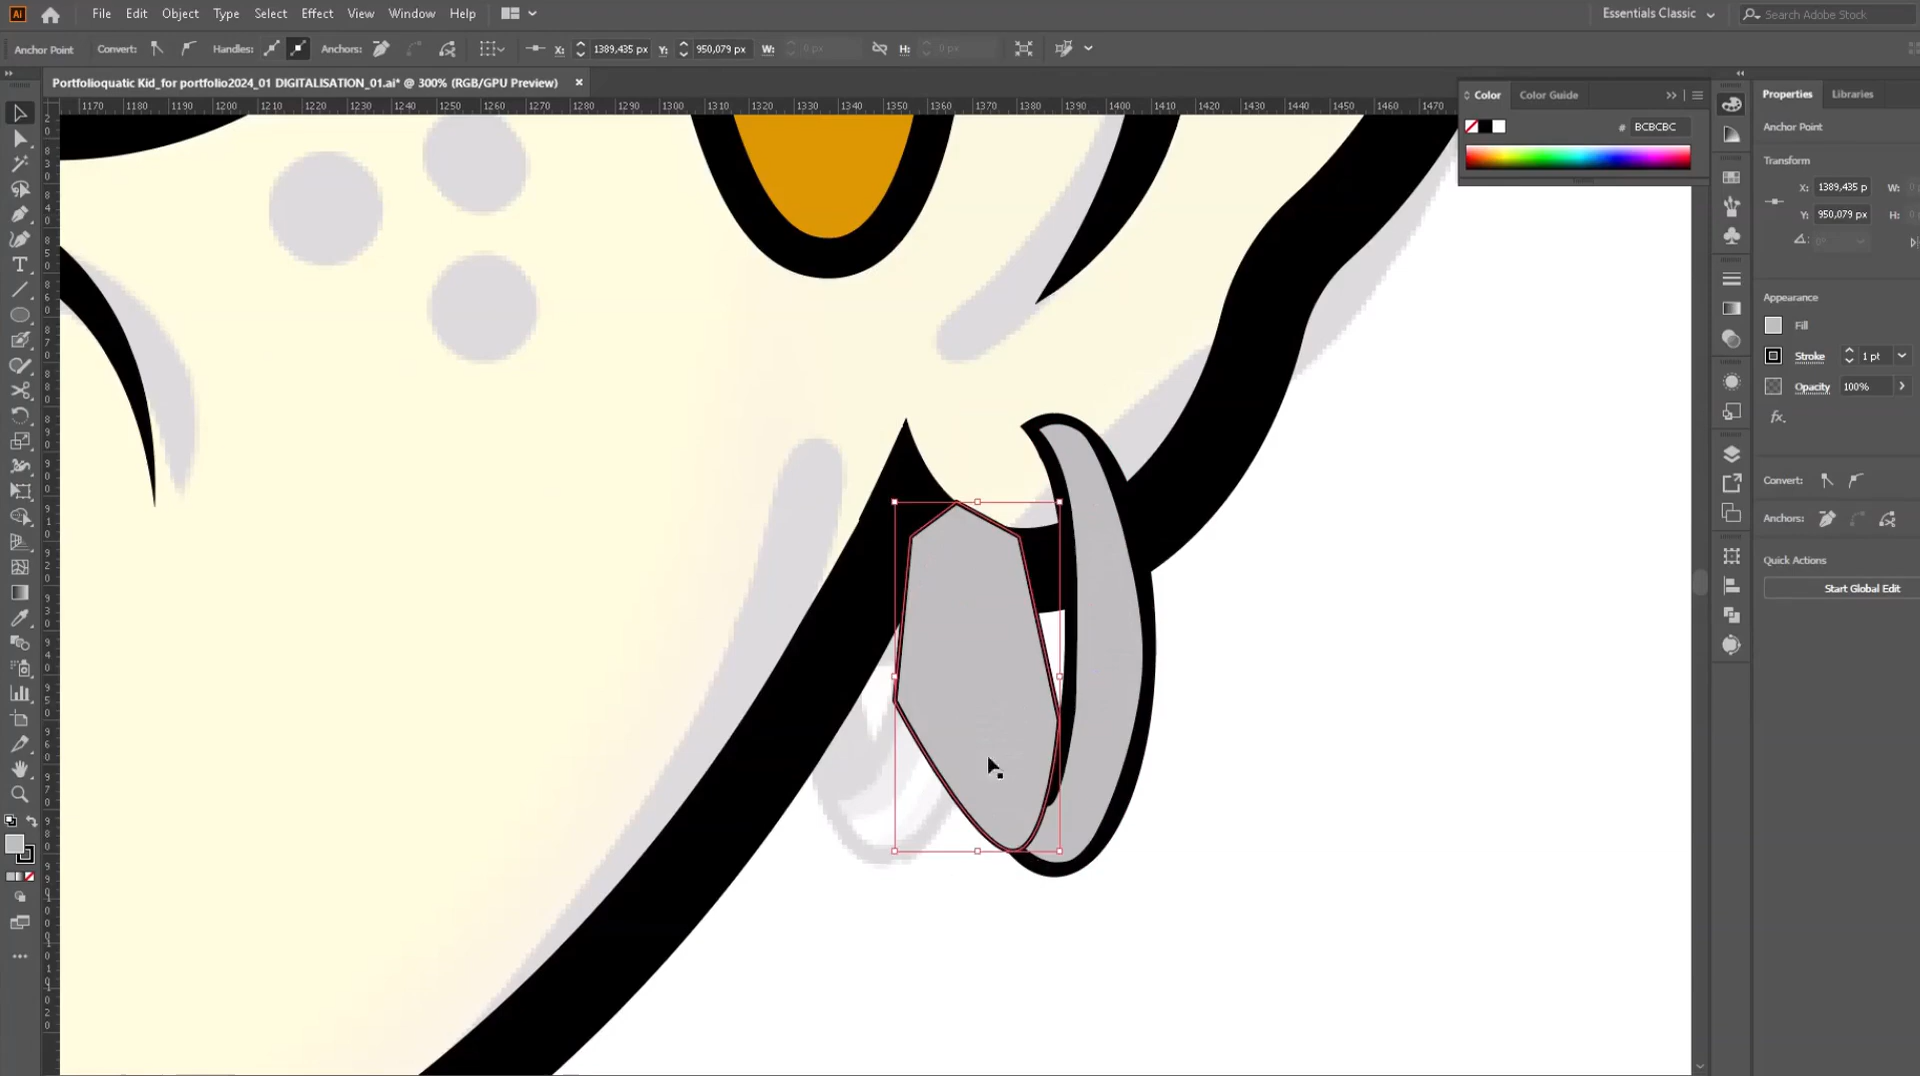 Ai File Edit Object Type Select Effect View Window Help Essentials Classic Search Adobe Stock
Anchor Point Convert: Handles: Anchors: X: 1389,435 px Y: 950,079 px W: 0 px H: 0 px
Portfolioquatic Kid_for portfolio2024_01 DIGITALISATION_01.ai* @ 300% (RGB/GPU Preview) ×
1170 1180 1190 1200 1210 1220 1230 1240 1250 1260 1270 1280 1290 1300 1310 1320 1330 1340 1350 1360 1370 1380 1390 1400 1410 1420 1430 1440 1450 1460 1470
Color Color Guide
# BCBCBC
Properties Libraries
Anchor Point
Transform
X: 1389,435 p W:
Y: 950,079 px H:
0°
Appearance
Fill
Stroke 1 pt
Opacity 100%
fx.
Convert:
Anchors:
Quick Actions
Start Global Edit